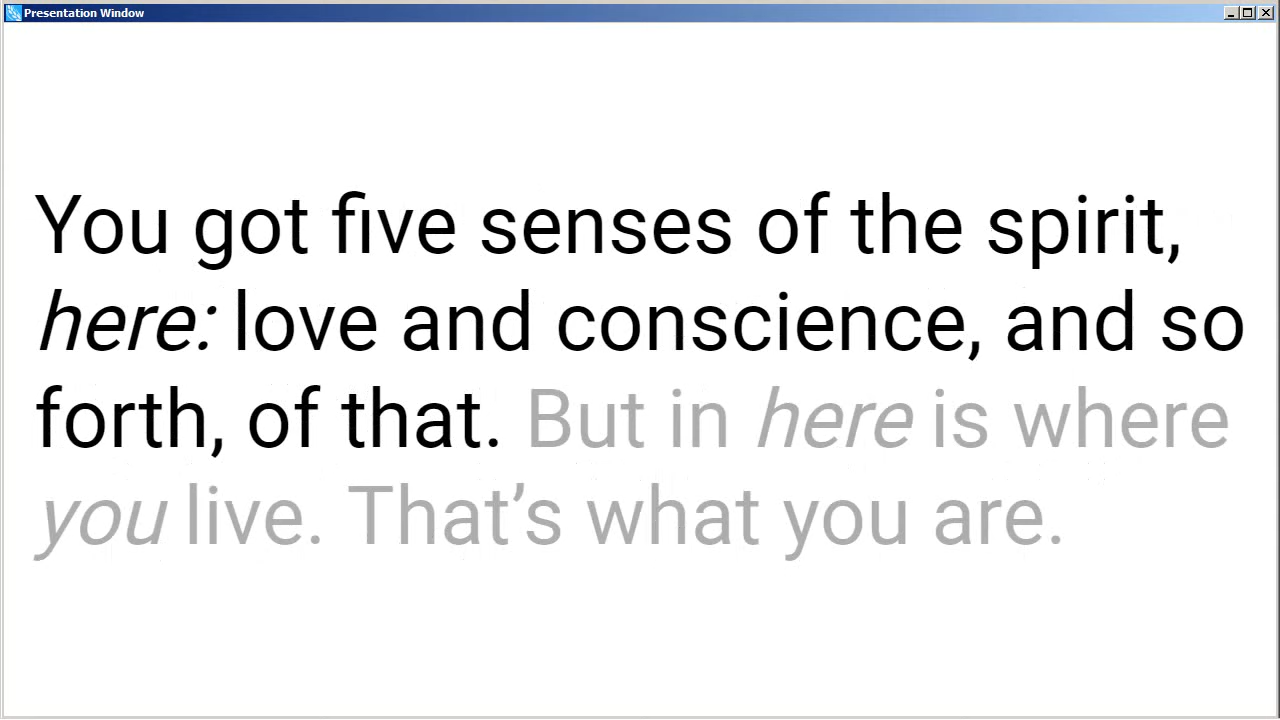 Presentation Window
You got five senses of the spirit,
here: love and conscience, and so
forth, of that. But in here is where
you live. That’s what you are.